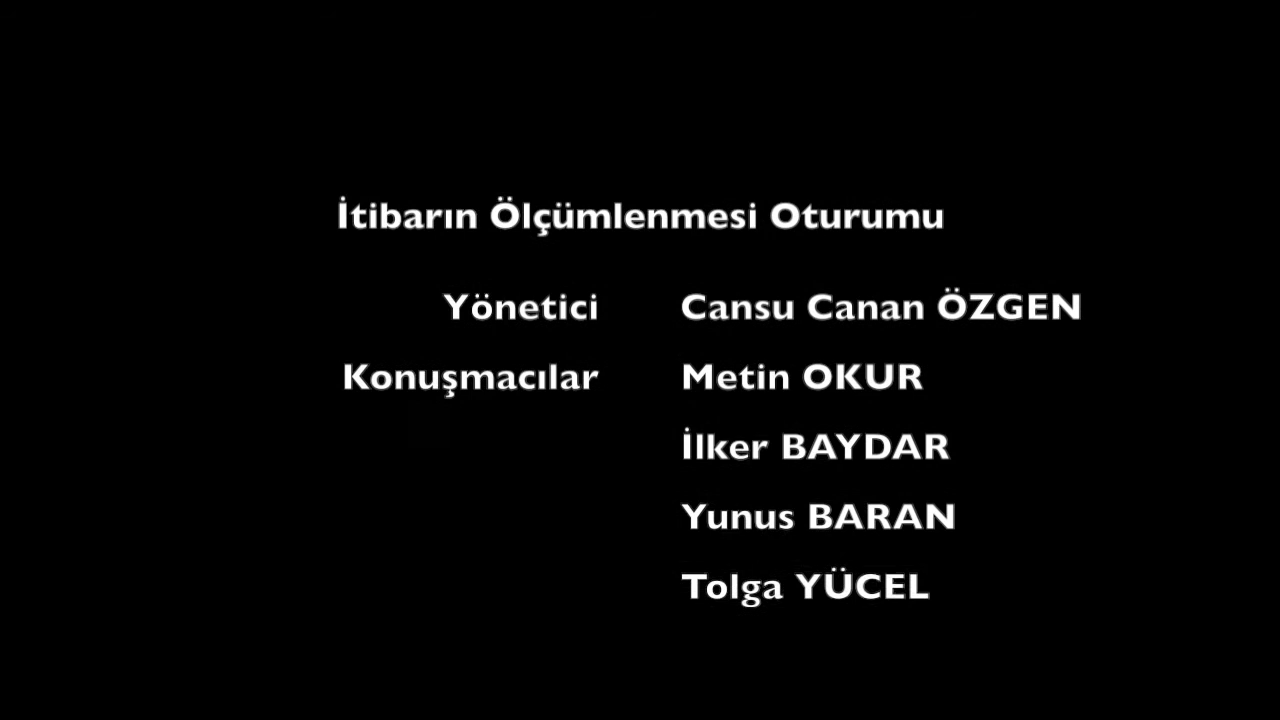 İtibarın Ölçümlenmesi Oturumu
Yönetici Cansu Canan ÖZGEN
Konuşmacılar Metin OKUR
İlker BAYDAR
Yunus BARAN
Tolga YÜCEL